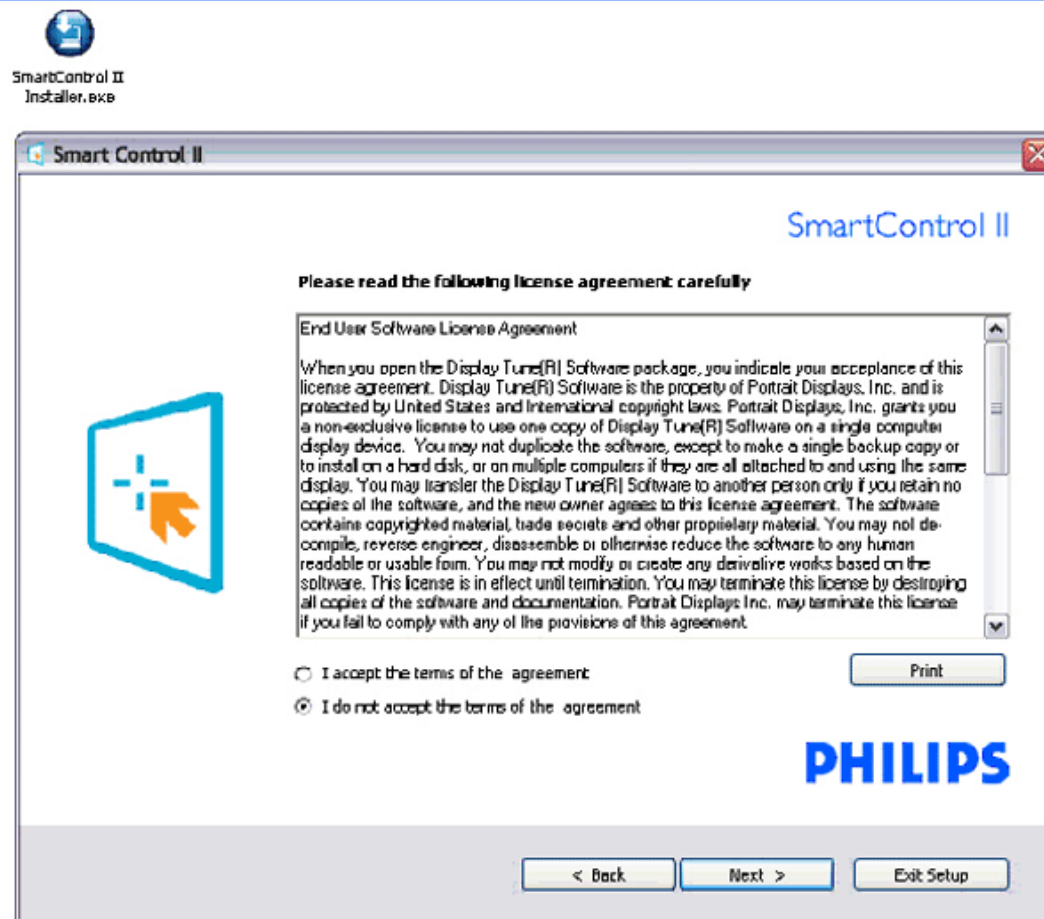 SmartControl II
Installer.exe
Smart Control II
SmartControl II
Please read the following license agreement carefully
End User Software License Agreement
When you open the Display Tune(R) Software package, you indicate your acceptance of this
license agreement. Display Tune(R) Software is the property of Portrait Displays, Inc. and is
protected by United States and International copyright laws. Portrait Displays, Inc. grants you
a non-exclusive license to use one copy of Display Tune(R) Software on a single computer
display device. You may not duplicate the software, except to make a single backup copy or
to install on a hard disk, or on multiple computers if they are all attached to and using the same
display. You may transfer the Display Tune(R) Software to another person only if you retain no
copies of the software, and the new owner agrees to this license agreement. The software
contains copyrighted material, trade secrets and other proprietary material. You may not de-
compile, reverse engineer, disassemble or otherwise reduce the software to any human
readable or usable form. You may not modify or create any derivative works based on the
software. This license is in effect until termination. You may terminate this license by destroying
all copies of the software and documentation. Portrait Displays Inc. may terminate this license
if you fail to comply with any of the provisions of this agreement.
I accept the terms of the agreement
Print
I do not accept the terms of the agreement
PHILIPS
< Back
Next >
Exit Setup